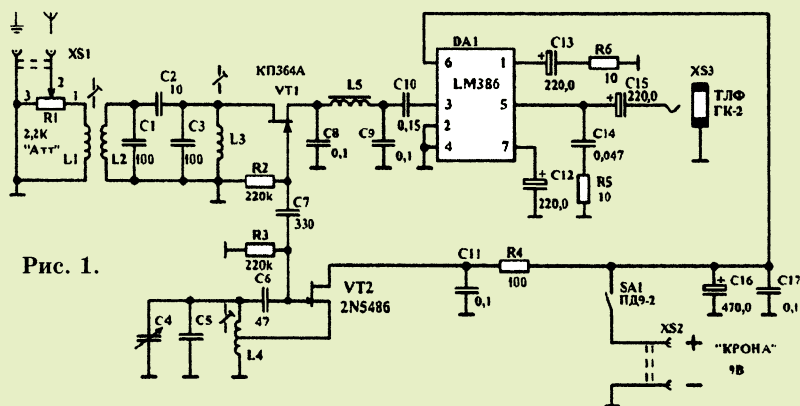 XS1
3
R1
2
1
2,2K
"Атт"
L1
L2
C1
100
C2
10
C3
100
L3
КП364А
VT1
R2
220k
C7
330
R3
220k
C8
0,1
L5
C9
0,1
C10
0,15
DA1
LM386
6
3
2
4
1
5
7
C13
220,0
R6
10
C15
220,0
C14
0,047
R5
10
C12
220,0
XS3
ТЛФ
ГК-2
Рис. 1.
C4
C5
L4
C6
47
VT2
2N5486
C11
0,1
R4
100
SA1
ПД9-2
C16
470,0
C17
0,1
XS2
+
"КРОНА"
9В
−